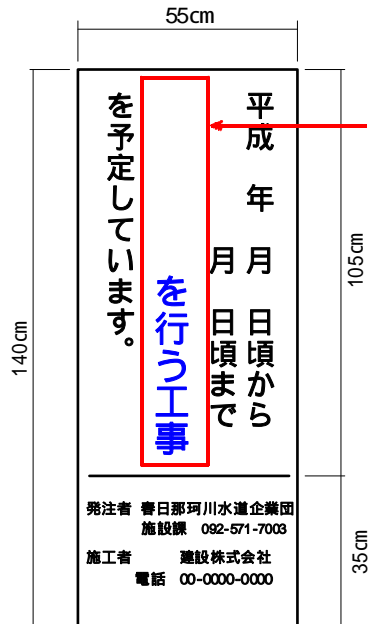 55cm
平成　年　月　日頃から
月　日頃まで
を行う工事
を予定しています。
140cm
105cm
発注者　春日那珂川水道企業団
施設課　092-571-7003
施工者　　　建設株式会社
電話　00-0000-0000
35cm